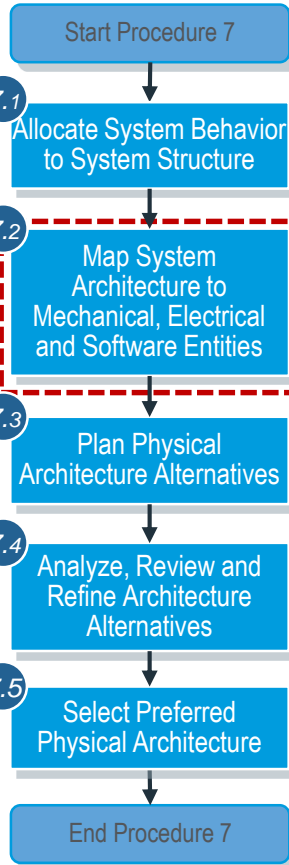 Start Procedure 7
7.1
Allocate System Behavior
to System Structure
7.2
Map System
Architecture to
Mechanical, Electrical
and Software Entities
7.3
Plan Physical
Architecture Alternatives
7.4
Analyze, Review and
Refine Architecture
Alternatives
7.5
Select Preferred
Physical Architecture
End Procedure 7